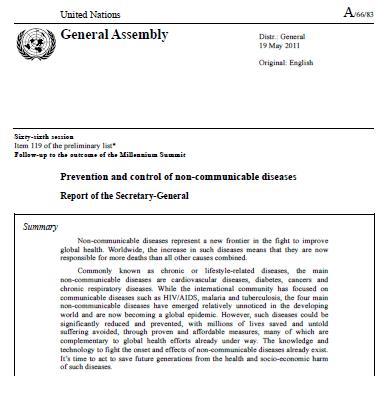 United Nations
A/66/83
General Assembly
Distr.: General
19 May 2011
Original: English
Sixty-sixth session
Item 119 of the preliminary list*
Follow-up to the outcome of the Millennium Summit
Prevention and control of non-communicable diseases
Report of the Secretary-General
Summary
Non-communicable diseases represent a new frontier in the fight to improve
global health. Worldwide, the increase in such diseases means that they are now
responsible for more deaths than all other causes combined.
Commonly known as chronic or lifestyle-related diseases, the main
non-communicable diseases are cardiovascular diseases, diabetes, cancers and
chronic respiratory diseases. While the international community has focused on
communicable diseases such as HIV/AIDS, malaria and tuberculosis, the four main
non-communicable diseases have emerged relatively unnoticed in the developing
world and are now becoming a global epidemic. However, such diseases could be
significantly reduced and prevented, with millions of lives saved and untold
suffering avoided, through proven and affordable measures, many of which are
complementary to global health efforts already under way. The knowledge and
technology to fight the onset and effects of non-communicable diseases already exist.
It's time to act to save future generations from the health and socio-economic harm
of such diseases.